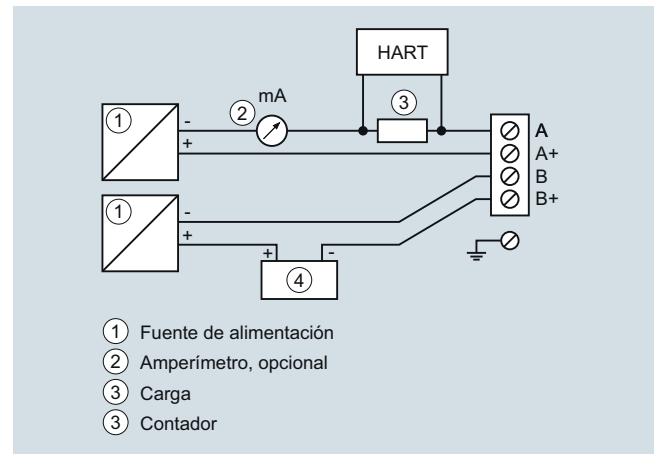 HART
mA
1
2
3
-
+
A
A+
B
B+
1
-
+
+
-
4
1 Fuente de alimentación
2 Amperímetro, opcional
3 Carga
3 Contador